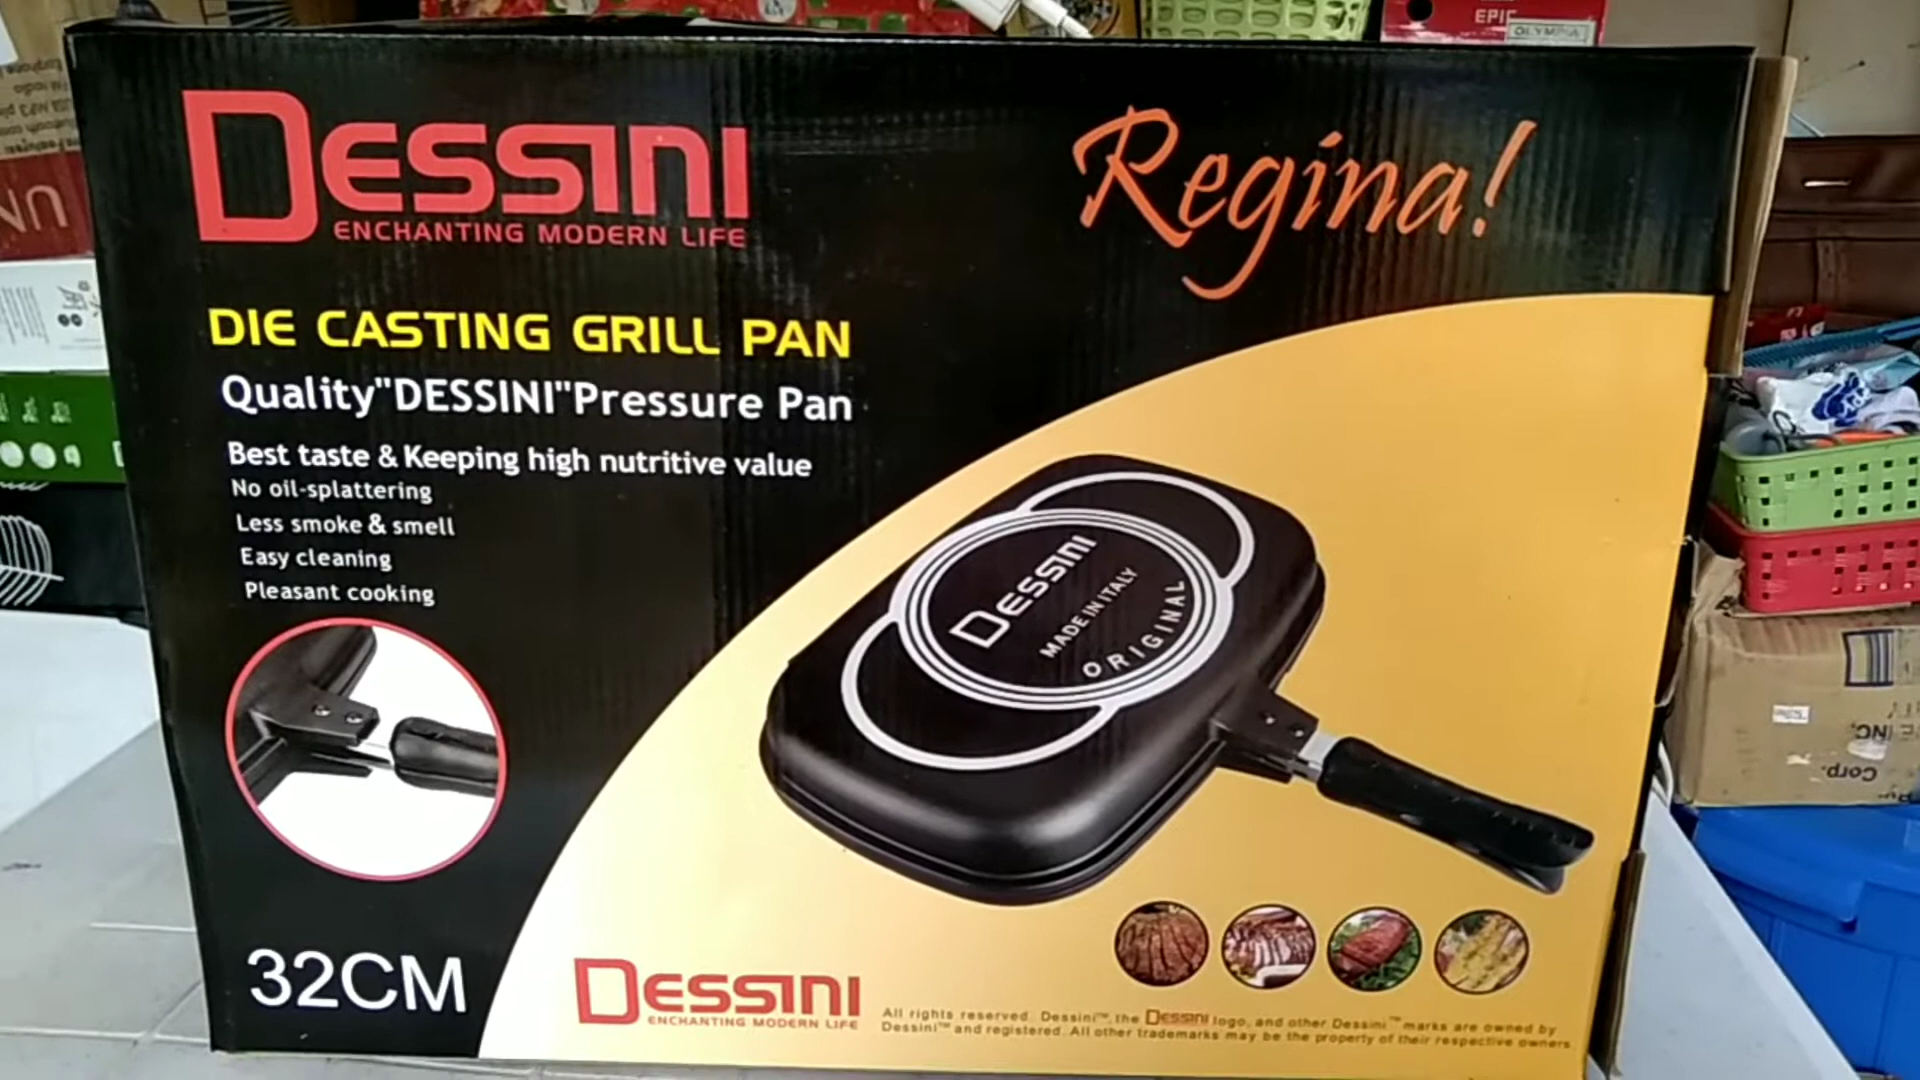 EPIC
OLYMPIA
DESSINI
ENCHANTING MODERN LIFE
Regina!
DIE CASTING GRILL PAN
Quality"DESSINI"Pressure Pan
Best taste & Keeping high nutritive value
No oil-splattering
Less smoke & smell
Easy cleaning
Pleasant cooking
DESSINI
MADE IN ITALY
ORIGINAL
32CM
DESSINI
ENCHANTING MODERN LIFE
All rights reserved. Dessini™, the DESSINI logo, and other Dessini™ marks are owned by
Dessini™ and registered. All other trademarks may be the property of their respective owners
Corp.